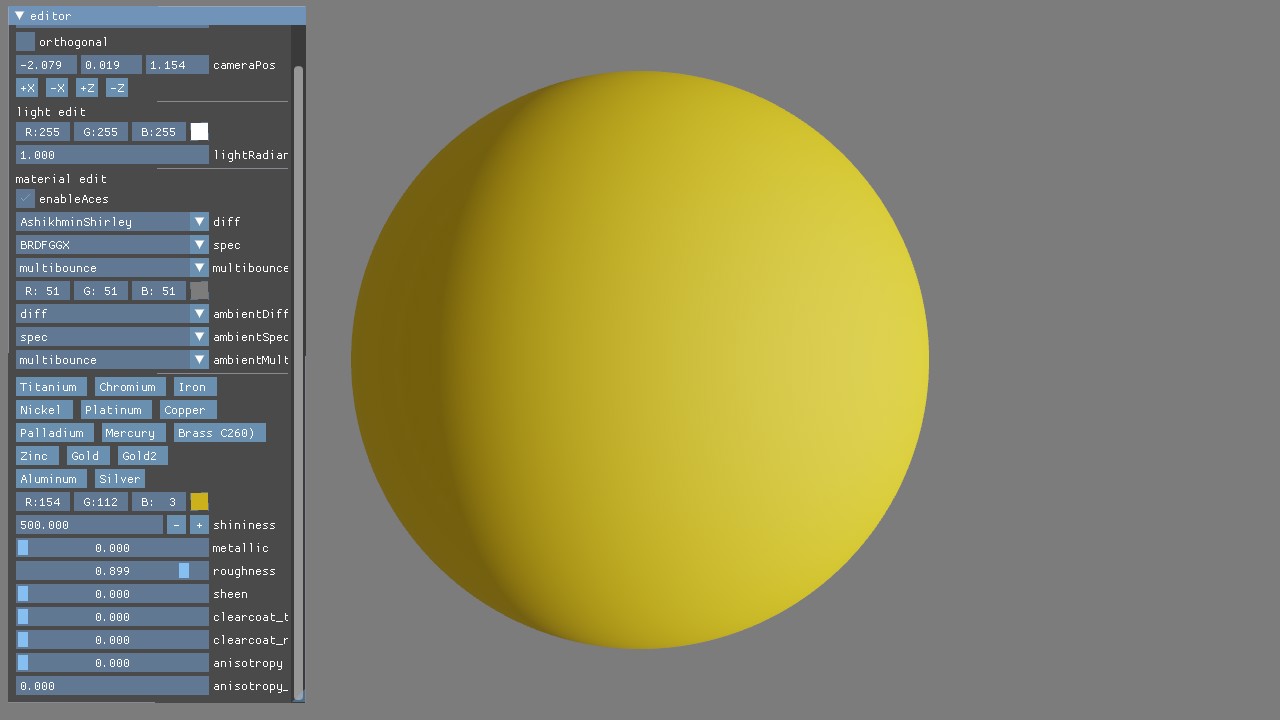 editor
orthogonal
-2.079 0.019 1.154 cameraPos
+X -X +Z -Z
light edit
R:255 G:255 B:255
1.000 lightRadiar
material edit
enableAces
AshikhminShirley diff
BRDFGGX spec
multibounce multibounce
R: 51 G: 51 B: 51
diff ambientDiff
spec ambientSpec
multibounce ambientMult
Titanium Chromium Iron
Nickel Platinum Copper
Palladium Mercury Brass C260)
Zinc Gold Gold2
Aluminum Silver
R:154 G:112 B: 3
500.000 - + shininess
0.000 metallic
0.899 roughness
0.000 sheen
0.000 clearcoat_t
0.000 clearcoat_r
0.000 anisotropy
0.000 anisotropy_